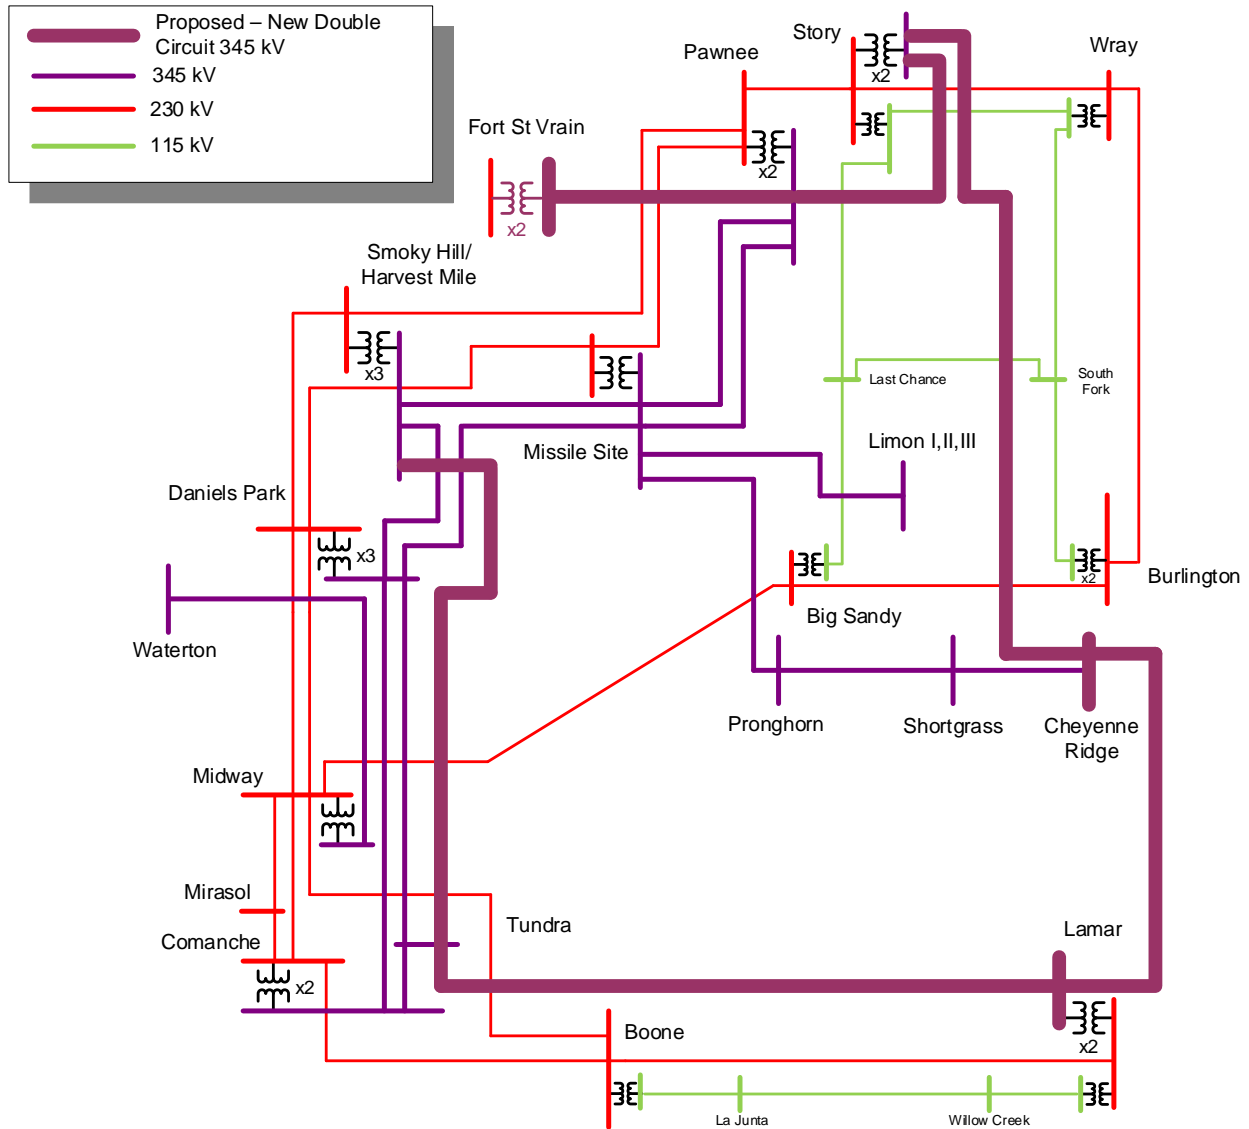 Proposed – New Double
Circuit 345 kV
345 kV
230 kV
115 kV
Story
Wray
Pawnee
x2
Fort St Vrain
x2
x2
Smoky Hill/
Harvest Mile
x3
Last Chance
South
Fork
Limon I,II,III
Missile Site
Daniels Park
x3
x2
Burlington
Big Sandy
Waterton
Pronghorn
Shortgrass
Cheyenne
Ridge
Midway
Mirasol
Tundra
Comanche
Lamar
x2
Boone
x2
La Junta
Willow Creek